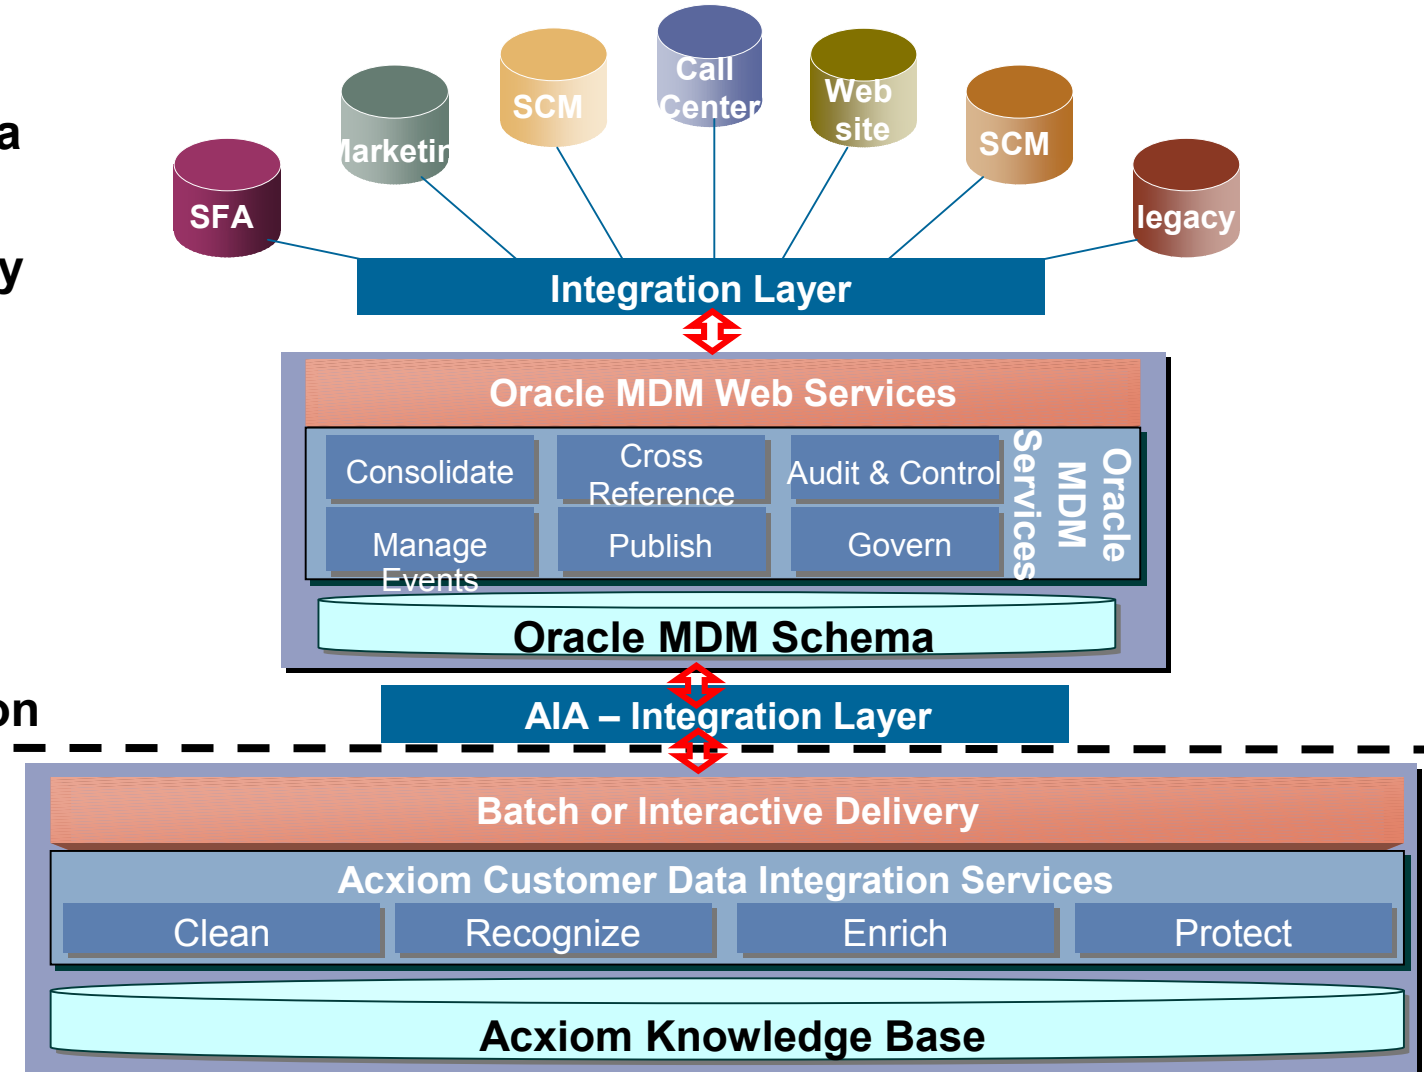 Call
Center
Web
site
SCM
SCM
Marketin
legacy
SFA
a
y
Integration Layer
Oracle MDM Web Services
Consolidate
Cross
Reference
Audit & Control
Manage
Events
Publish
Govern
Oracle
MDM
Services
Oracle MDM Schema
on
AIA – Integration Layer
Batch or Interactive Delivery
Acxiom Customer Data Integration Services
Clean
Recognize
Enrich
Protect
Acxiom Knowledge Base